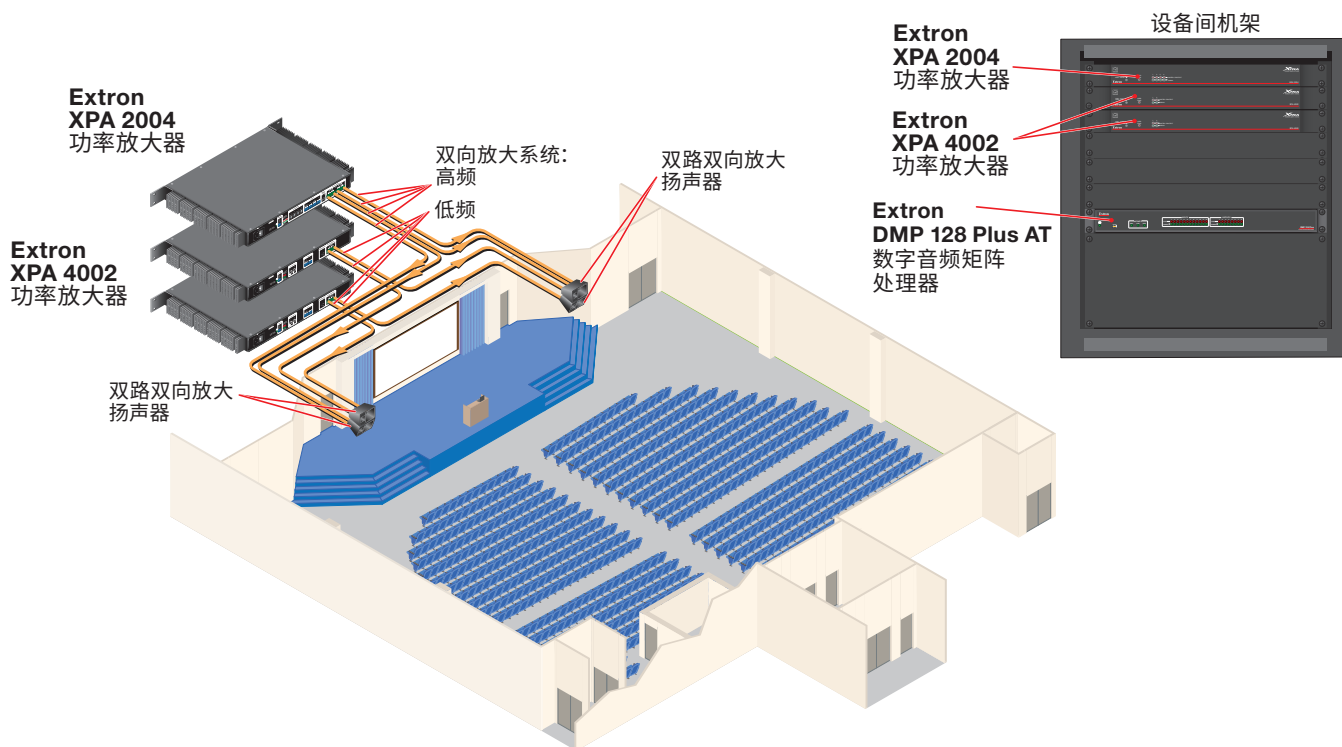 设备间机架
Extron
XPA 2004
功率放大器
Extron
XPA 4002
功率放大器
Extron
DMP 128 Plus AT
数字音频矩阵
处理器
Extron
XPA 2004
功率放大器
双向放大系统：
高频
低频
双路双向放大
扬声器
Extron
XPA 4002
功率放大器
双路双向放大
扬声器